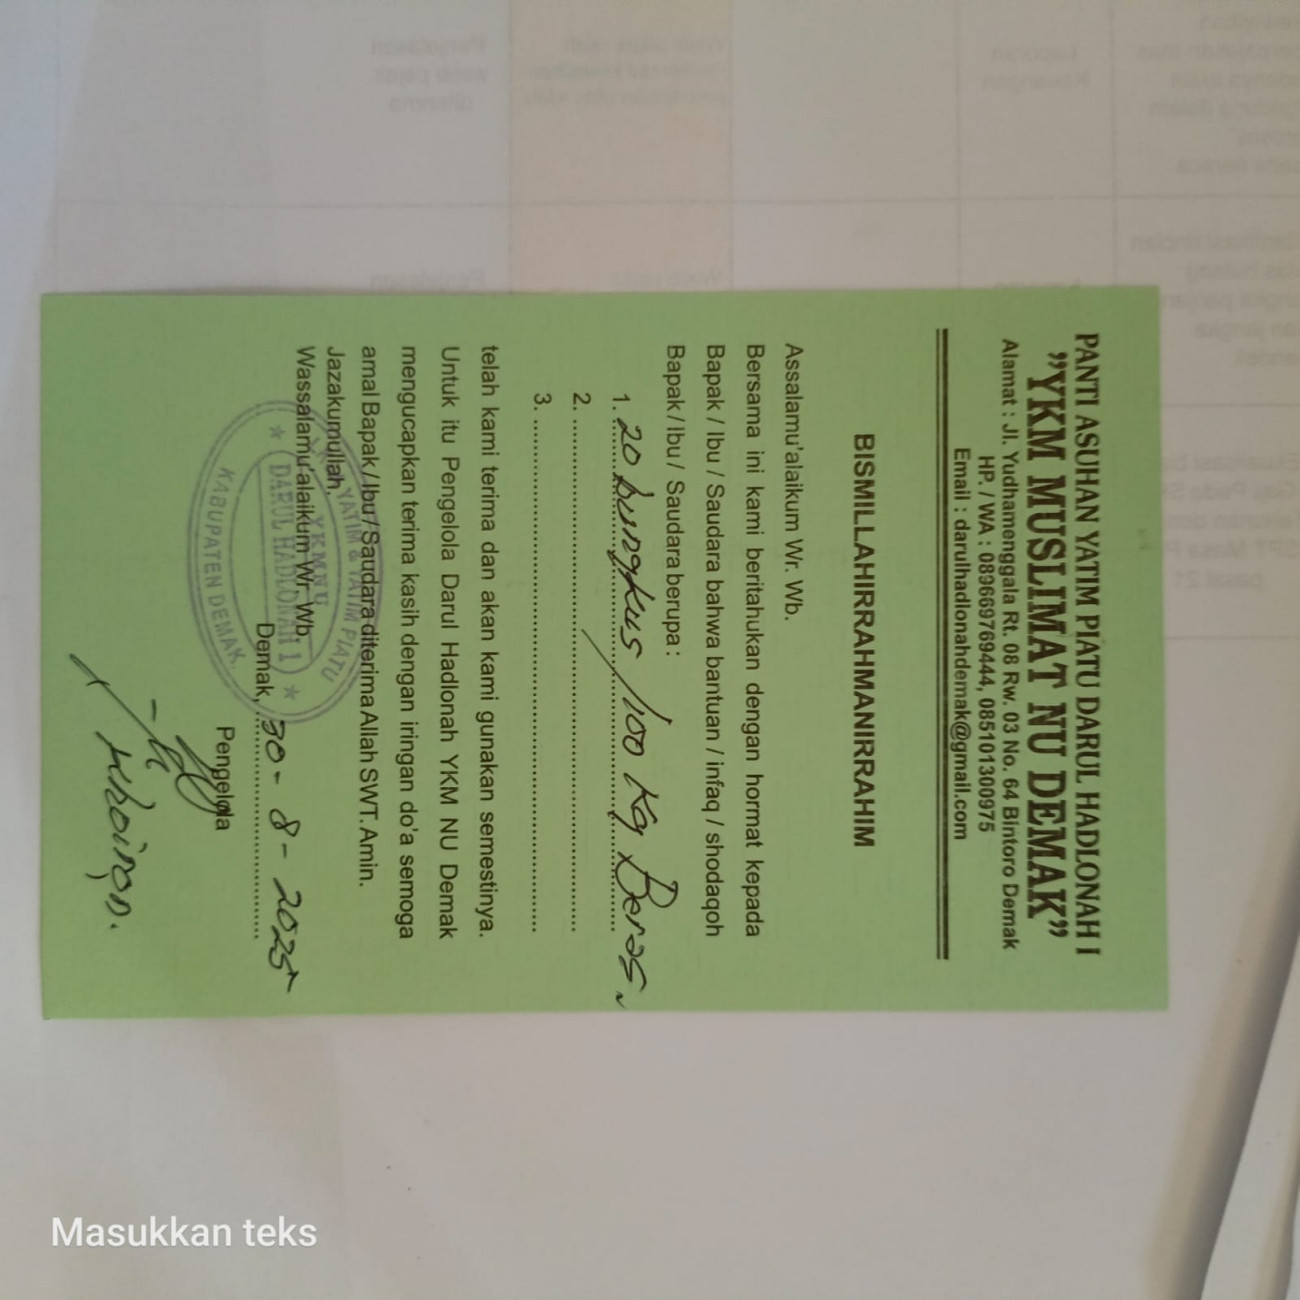 PANTI ASUHAN YATIM PIATU DARUL HADLONAH I
"YKM MUSLIMAT NU DEMAK"
Alamat : Jl. Yudhamenggala Rt. 08 Rw. 03 No. 64 Bintoro Demak
HP. / WA : 089669769444, 085101300975
Email : darulhadlonahdemak@gmail.com
BISMILLAHIRRAHMANIRRAHIM
Assalamu'alaikum Wr. Wb.
Bersama ini kami beritahukan dengan hormat kepada
Bapak / Ibu / Saudara bahwa bantuan / infaq / shodaqoh
Bapak / Ibu / Saudara berupa :
1. 20 bungkus / 100 Kg Beras
2.
3.
telah kami terima dan akan kami gunakan semestinya.
Untuk itu Pengelola Darul Hadlonah YKM NU Demak
mengucapkan terima kasih dengan iringan do'a semoga
amal Bapak / Ibu / Saudara diterima Allah SWT. Amin.
Jazakumullah.
Wassalamu'alaikum Wr. Wb.
YATIM & YATIM PIATU
YKMNU
DARUL HADLONAH 1
KABUPATEN DEMAK
Demak, 30 - 8 - 2025
Pengelola
Masukkan teks